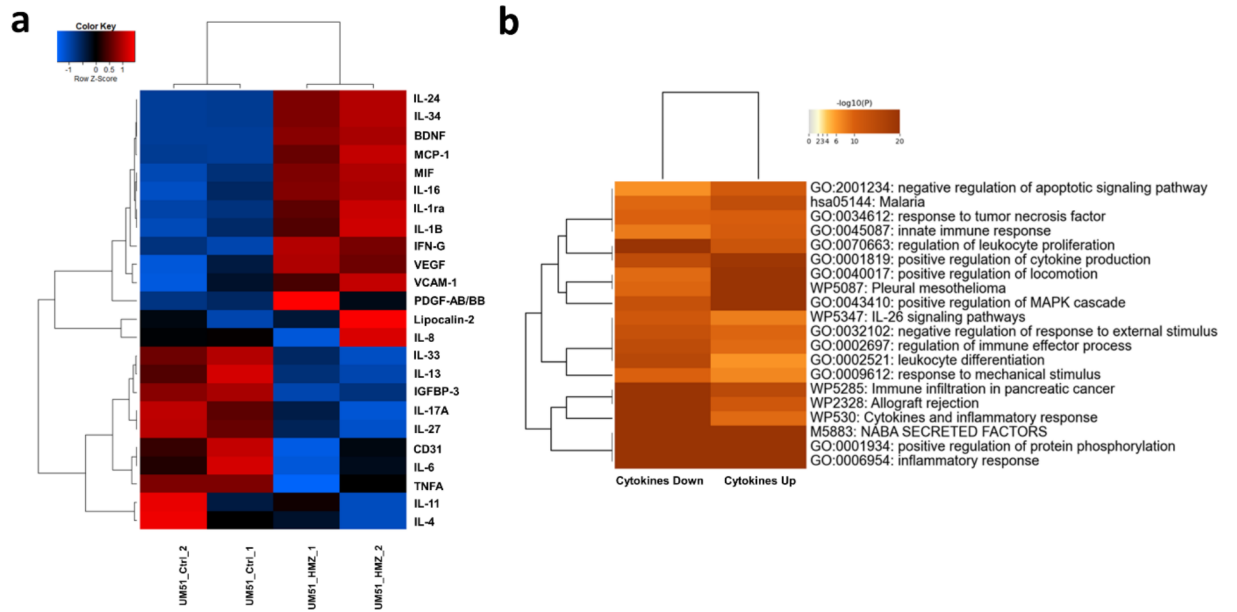 a
Color Key
-1 0 0.5 1
Row Z-Score
IL-24
IL-34
BDNF
MCP-1
MIF
IL-16
IL-1ra
IL-1B
IFN-G
VEGF
VCAM-1
PDGF-AB/BB
Lipocalin-2
IL-8
IL-33
IL-13
IGFBP-3
IL-17A
IL-27
CD31
IL-6
TNFA
IL-11
IL-4
UM51_Ctrl_2
UM51_Ctrl_1
UM51_HMZ_1
UM51_HMZ_2
b
-log10(P)
0 2 3 4 6 10 20
GO:2001234: negative regulation of apoptotic signaling pathway
hsa05144: Malaria
GO:0034612: response to tumor necrosis factor
GO:0045087: innate immune response
GO:0070663: regulation of leukocyte proliferation
GO:0001819: positive regulation of cytokine production
GO:0040017: positive regulation of locomotion
WP5087: Pleural mesothelioma
GO:0043410: positive regulation of MAPK cascade
WP5347: IL-26 signaling pathways
GO:0032102: negative regulation of response to external stimulus
GO:0002697: regulation of immune effector process
GO:0002521: leukocyte differentiation
GO:0009612: response to mechanical stimulus
WP5285: Immune infiltration in pancreatic cancer
WP2328: Allograft rejection
WP530: Cytokines and inflammatory response
M5883: NABA SECRETED FACTORS
GO:0001934: positive regulation of protein phosphorylation
GO:0006954: inflammatory response
Cytokines Down
Cytokines Up